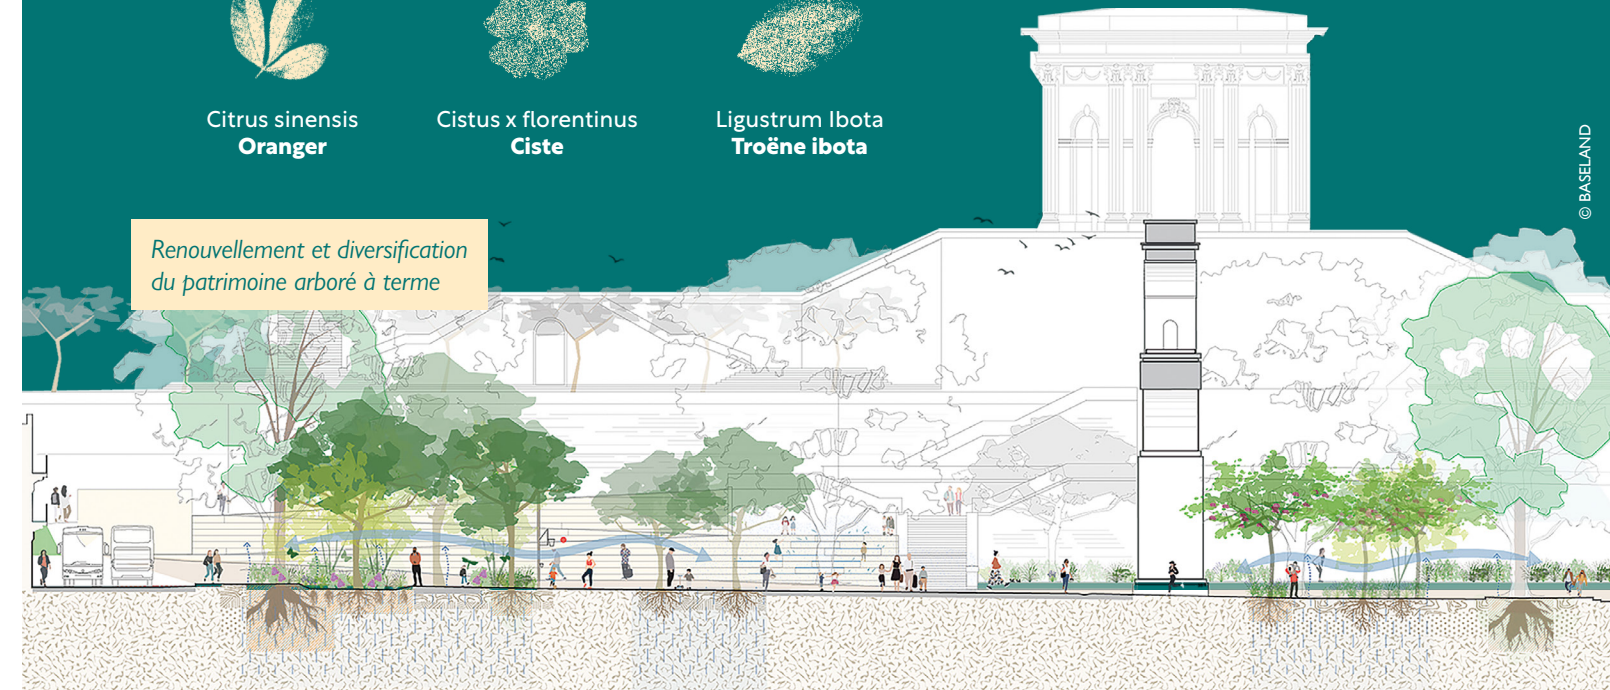 Citrus sinensis
Oranger
Cistus x florentinus
Ciste
Ligustrum Ibota
Troëne ibota
© BASELAND
Renouvellement et diversification
du patrimoine arboré à terme